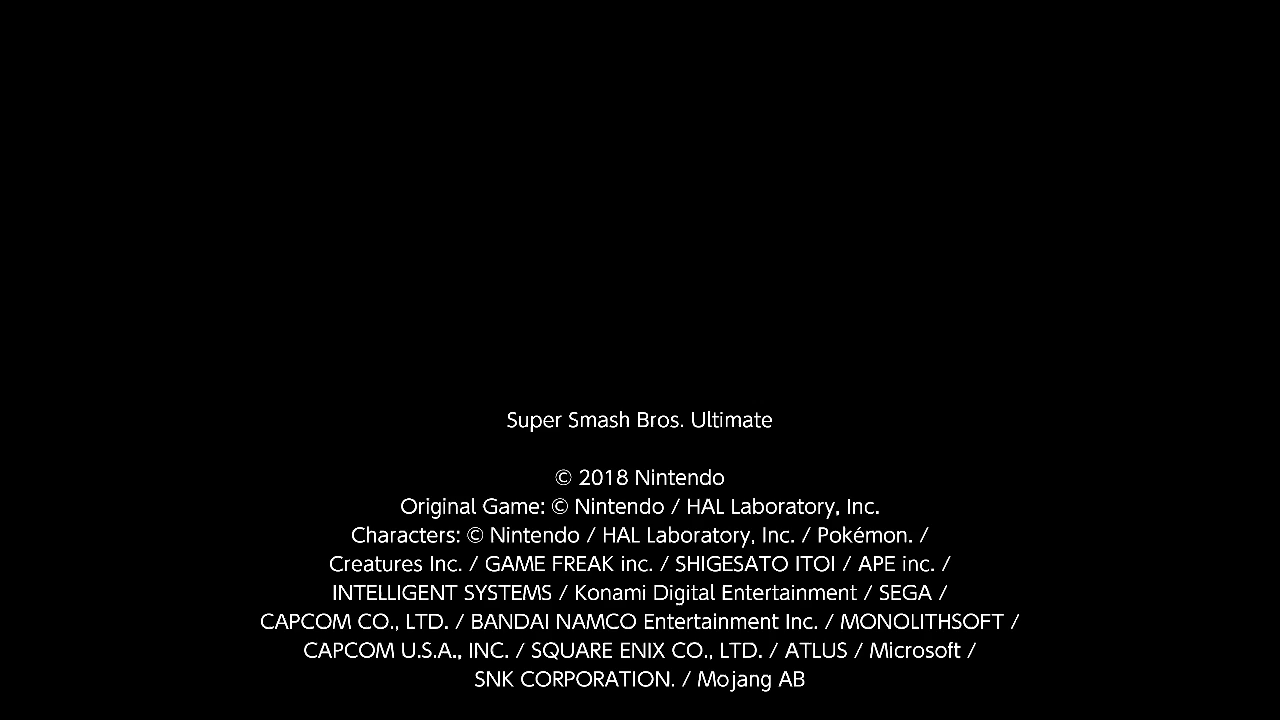 Super Smash Bros. Ultimate
© 2018 Nintendo
Original Game: © Nintendo / HAL Laboratory, Inc.
Characters: © Nintendo / HAL Laboratory, Inc. / Pokémon. /
Creatures Inc. / GAME FREAK inc. / SHIGESATO ITOI / APE inc. /
INTELLIGENT SYSTEMS / Konami Digital Entertainment / SEGA /
CAPCOM CO., LTD. / BANDAI NAMCO Entertainment Inc. / MONOLITHSOFT /
CAPCOM U.S.A., INC. / SQUARE ENIX CO., LTD. / ATLUS / Microsoft /
SNK CORPORATION. / Mojang AB